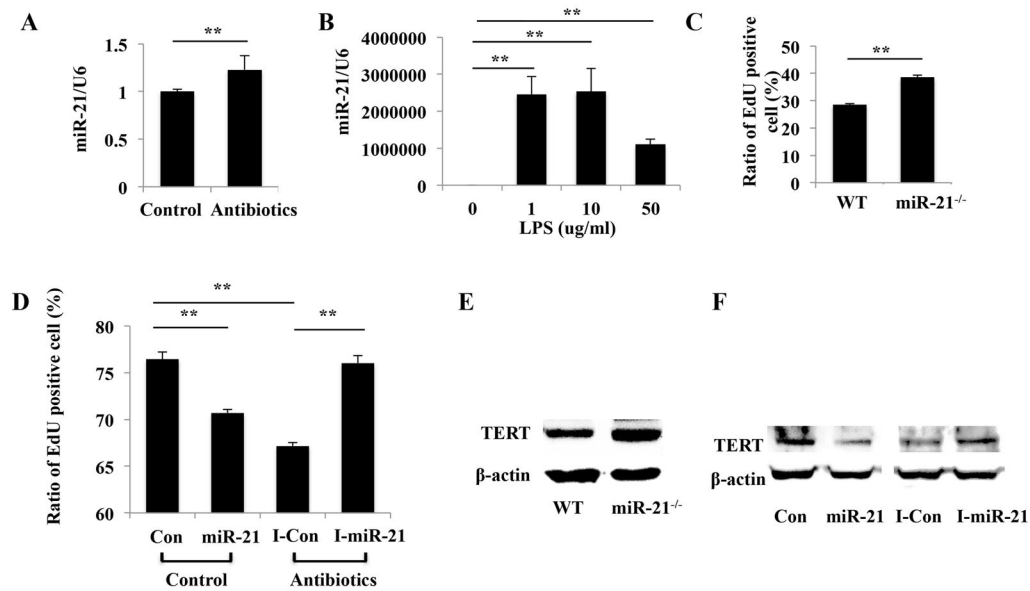 A
miR-21/U6
**
1.5
1
0.5
0
Control Antibiotics
B
miR-21/U6
**
**
**
4000000
3000000
2000000
1000000
0
0 1 10 50
LPS (ug/ml)
C
Ratio of EdU positive
cell (%)
**
50
40
30
20
10
0
WT miR-21-/-
D
Ratio of EdU positive cell (%)
**
** **
80
75
70
65
60
Con miR-21 I-Con I-miR-21
Control Antibiotics
E
TERT
β-actin
WT miR-21-/-
F
TERT
β-actin
Con miR-21 I-Con I-miR-21